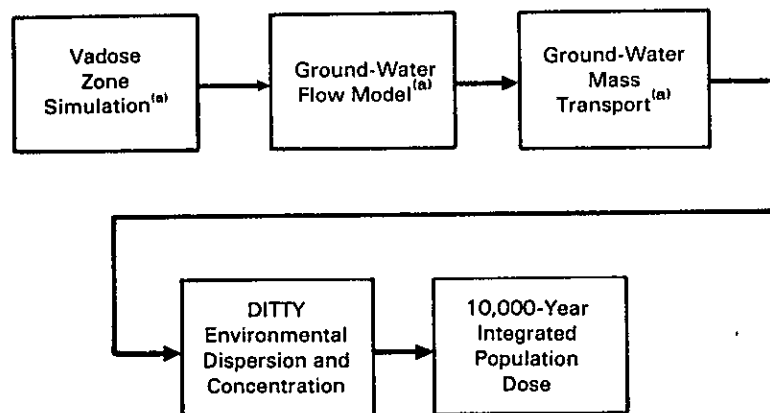 Vadose
Zone
Simulation(a)
Ground-Water
Flow Model(a)
Ground-Water
Mass
Transport(a)
DITTY
Environmental
Dispersion and
Concentration
10,000-Year
Integrated
Population
Dose